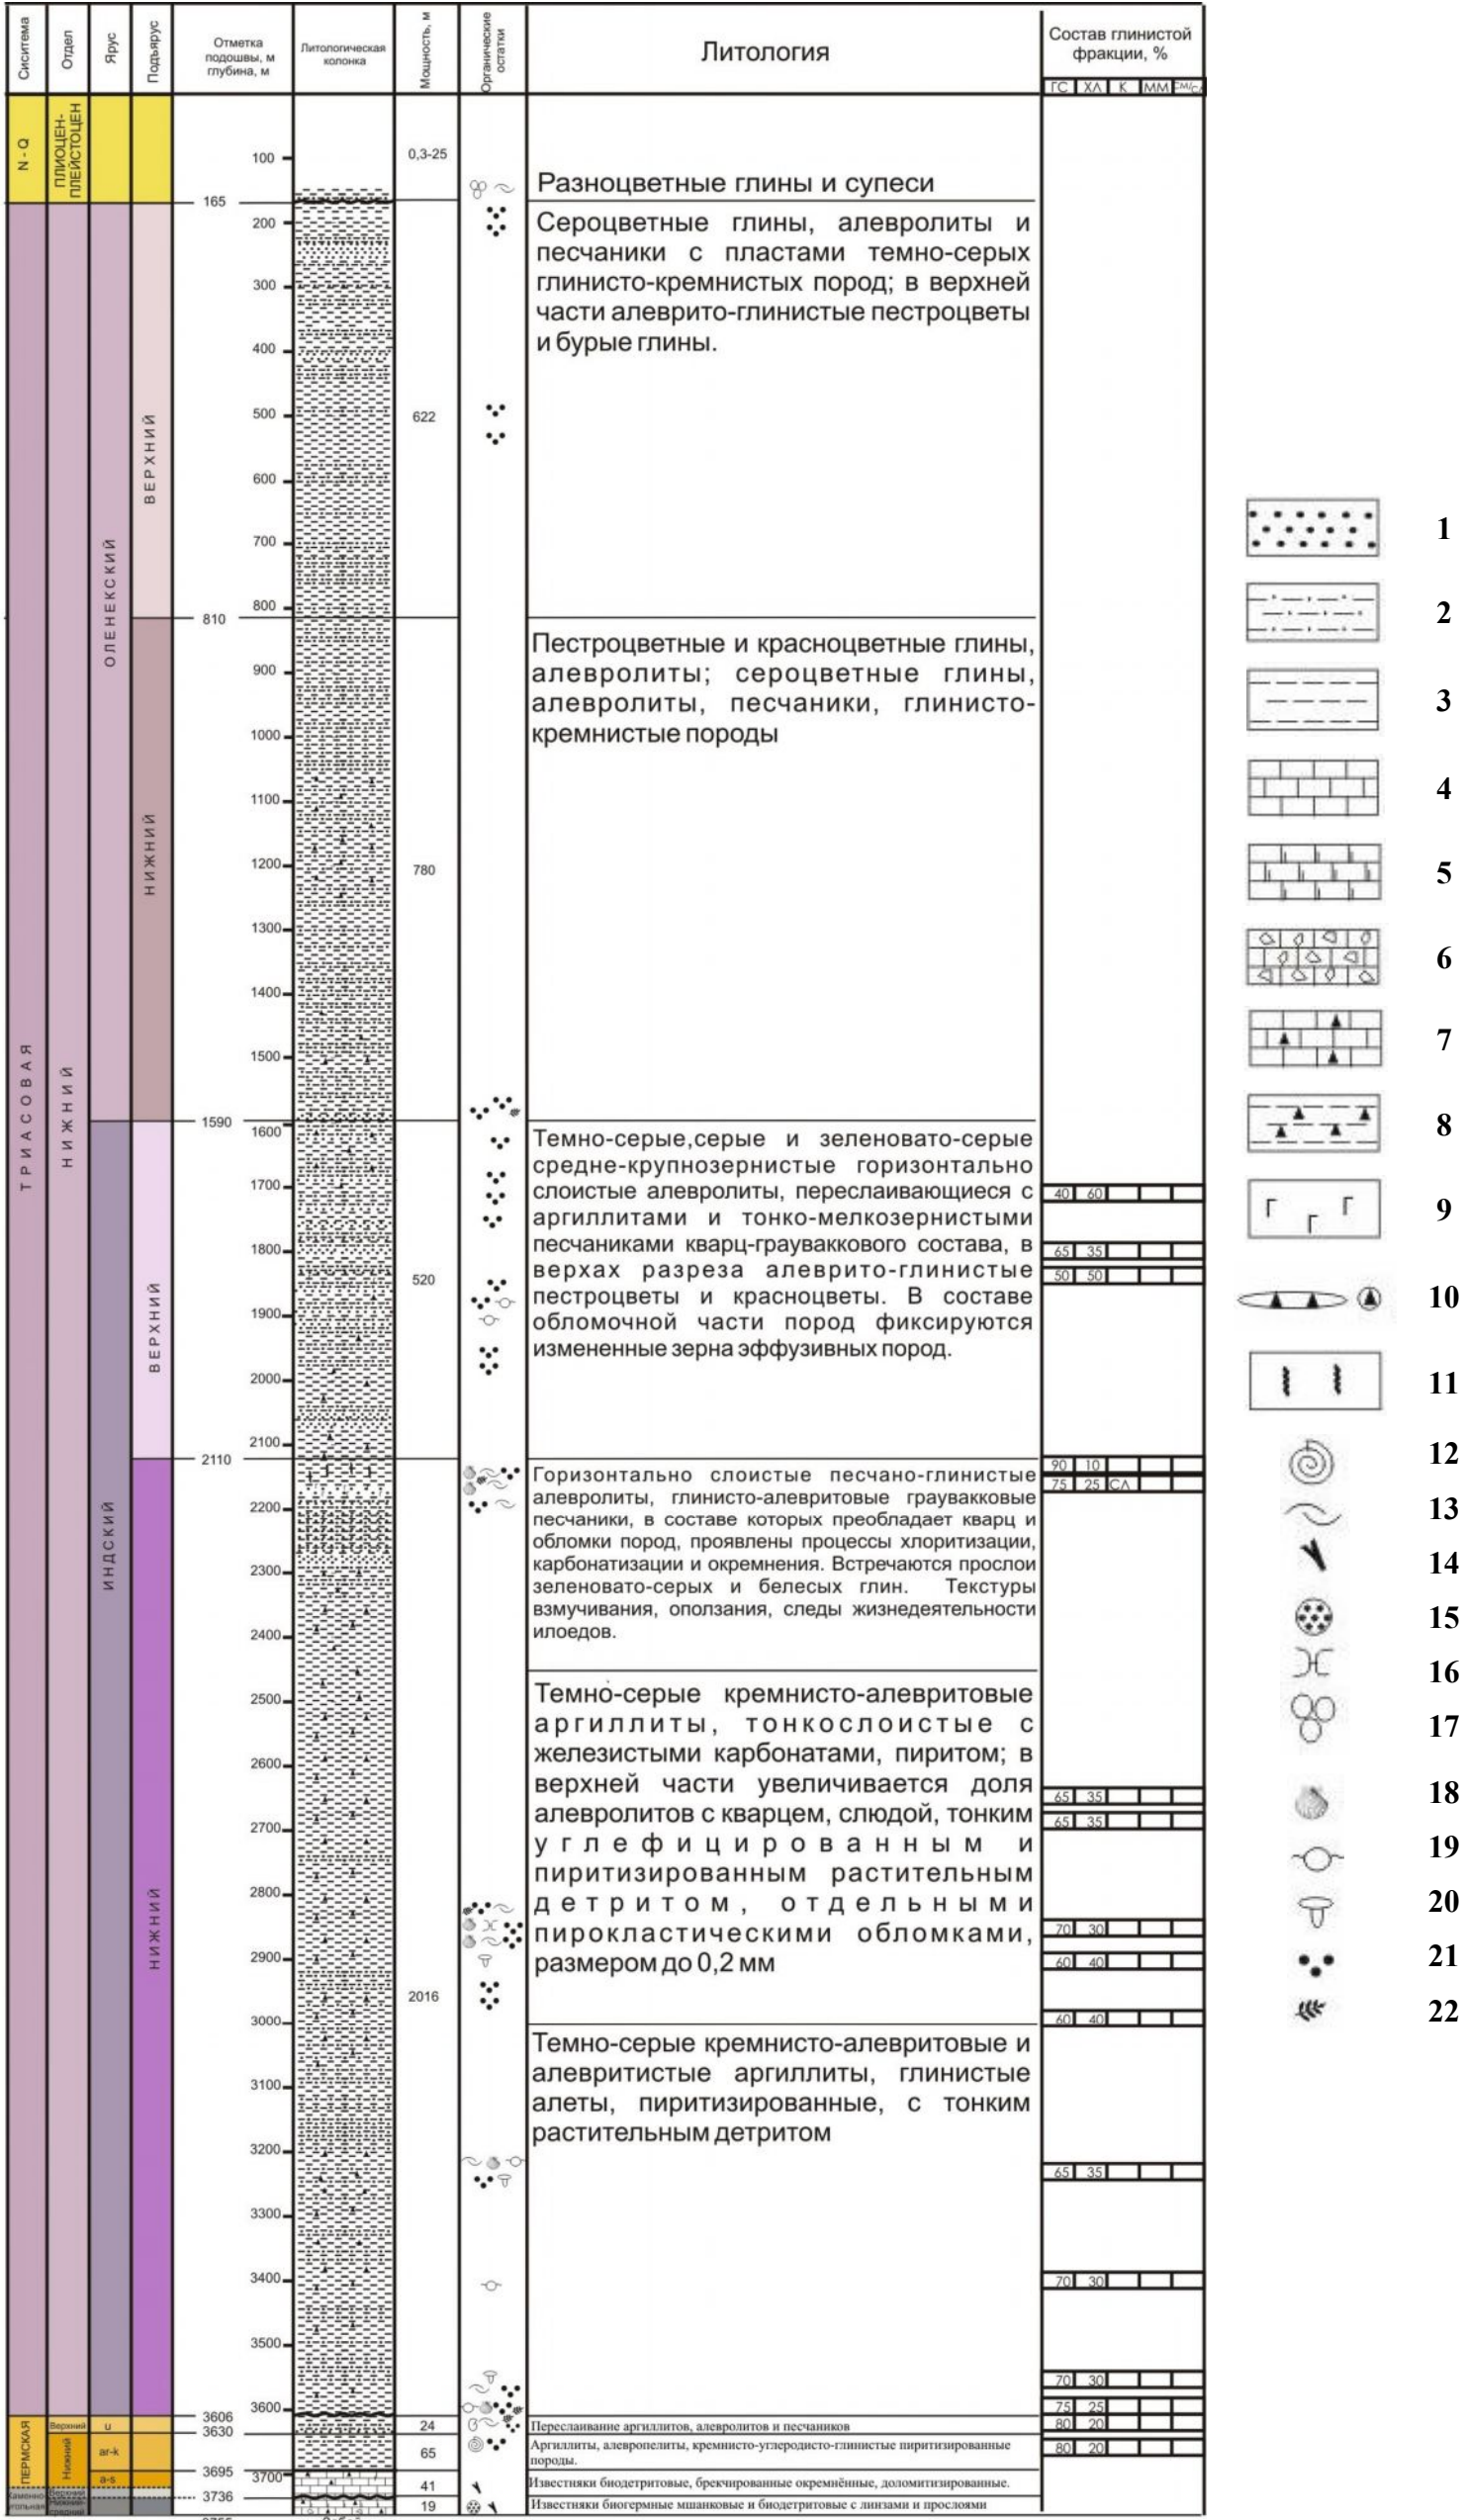 Сиситема
Отдел
Ярус
Подъярус
Отметка
подошвы, м
глубина, м
Литологическая
колонка
Мощность, м
Органические
остатки
Литология
Состав глинистой
фракции, %
ГС ХЛ К ММ
N - Q
ПЛИОЦЕН-
ПЛЕЙСТОЦЕН
100
0,3-25
Разноцветные глины и супеси
165
ТРИАСОВАЯ
НИЖНИЙ
ОЛЕНЕКСКИЙ
ВЕРХНИЙ
200
300
400
500
600
700
800
622
Сероцветные глины, алевролиты и
песчаники с пластами темно-серых
глинисто-кремнистых пород; в верхней
части алеврито-глинистые пестроцветы
и бурые глины.
810
НИЖНИЙ
900
1000
1100
1200
1300
1400
1500
780
Пестроцветные и красноцветные глины,
алевролиты; сероцветные глины,
алевролиты, песчаники, глинисто-
кремнистые породы
1590
ИНДСКИЙ
ВЕРХНИЙ
1600
1700
1800
1900
2000
2100
520
Темно-серые,серые и зеленовато-серые
средне-крупнозернистые горизонтально
слоистые алевролиты, переслаивающиеся с
аргиллитами и тонко-мелкозернистыми
песчаниками кварц-грауваккового состава, в
верхах разреза алеврито-глинистые
пестроцветы и красноцветы. В составе
обломочной части пород фиксируются
измененные зерна эффузивных пород.
40 60
65 35
50 50
2110
НИЖНИЙ
2200
2300
2400
2500
2600
2700
2800
2900
3000
3100
3200
3300
3400
3500
3600
2016
Горизонтально слоистые песчано-глинистые
алевролиты, глинисто-алевритовые граувакковые
песчаники, в составе которых преобладает кварц и
обломки пород, проявлены процессы хлоритизации,
карбонатизации и окремнения. Встречаются прослои
зеленовато-серых и белесых глин. Текстуры
взмучивания, оползания, следы жизнедеятельности
илоедов.
90 10
75 25 СЛ
Темно-серые кремнисто-алевритовые
аргиллиты, тонкослоистые с
железистыми карбонатами, пиритом; в
верхней части увеличивается доля
алевролитов с кварцем, слюдой, тонким
углефицированным и
пиритизированным растительным
детритом, отдельными
пирокластическими обломками,
размером до 0,2 мм
65 35
65 35
70 30
60 40
60 40
Темно-серые кремнисто-алевритовые и
алевритистые аргиллиты, глинистые
алеты, пиритизированные, с тонким
растительным детритом
65 35
70 30
70 30
75 25
80 20
80 20
3606
3630
3695
3700
3736
ПЕРМСКАЯ
Верхний
u
Нижний
ar-k
a-s
24
Переслаивание аргиллитов, алевролитов и песчаников
65
Аргиллиты, алевропелиты, кремнисто-углеродисто-глинистые пиритизированные
породы.
41
Известняки биодетритовые, брекчированные окремнённые, доломитизированные.
19
Известняки биогермные мшанковые и биодетритовые с линзами и прослоями
1
2
3
4
5
6
7
8
9
10
11
12
13
14
15
16
17
18
19
20
21
22